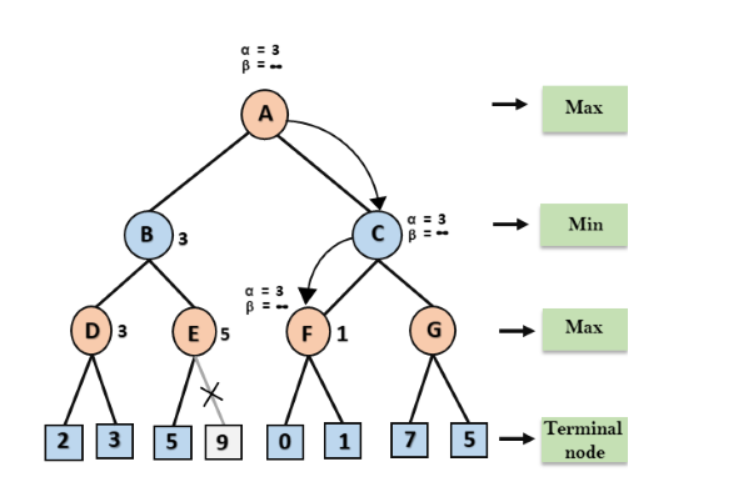 α = 3
β = ∞
A
Max
B
3
C
α = 3
β = ∞
Min
α = 3
β = ∞
D
3
E
5
F
1
G
Max
2
3
5
9
0
1
7
5
Terminal
node